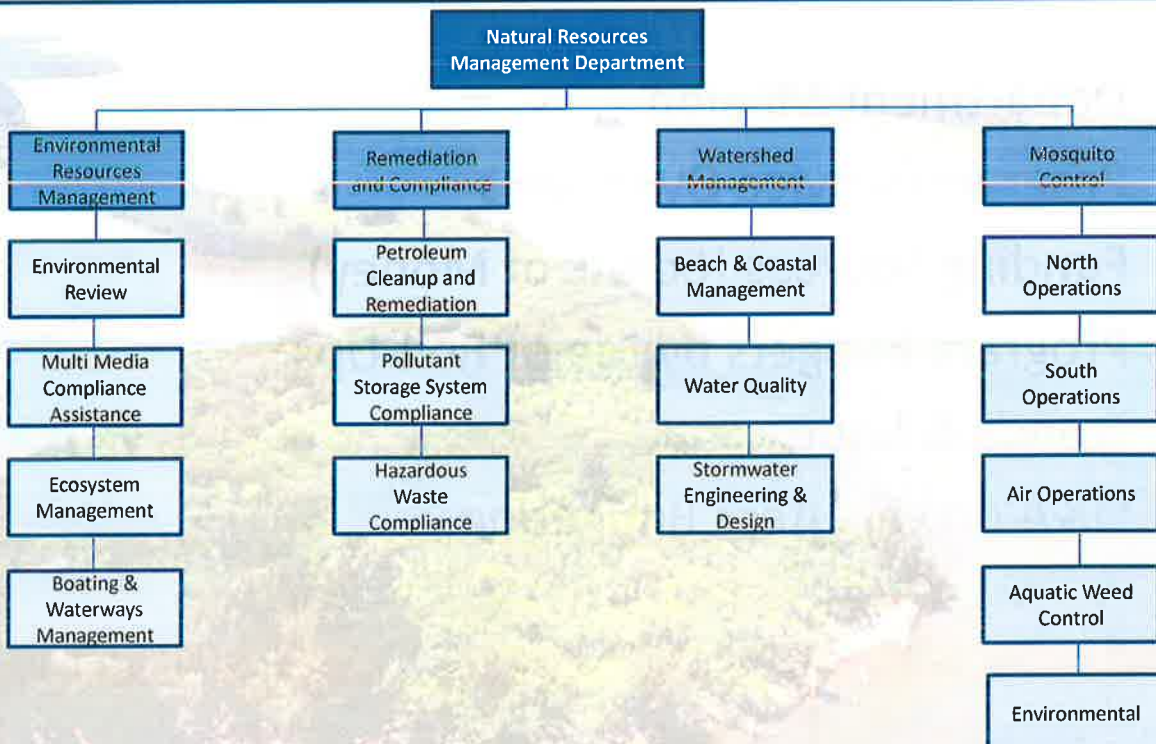 Natural Resources
Management Department
Environmental
Resources
Management
Remediation
and Compliance
Watershed
Management
Mosquito
Control
Environmental
Review
Multi Media
Compliance
Assistance
Ecosystem
Management
Boating &
Waterways
Management
Petroleum
Cleanup and
Remediation
Pollutant
Storage System
Compliance
Hazardous
Waste
Compliance
Beach & Coastal
Management
Water Quality
Stormwater
Engineering &
Design
North
Operations
South
Operations
Air Operations
Aquatic Weed
Control
Environmental